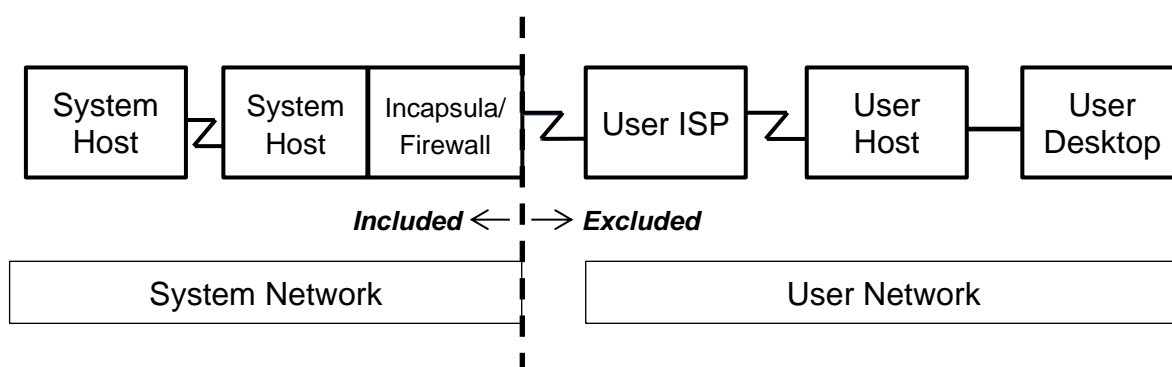 System
Host
System
Host
Incapsula/
Firewall
User ISP
User
Host
User
Desktop
Included
Excluded
System Network
User Network